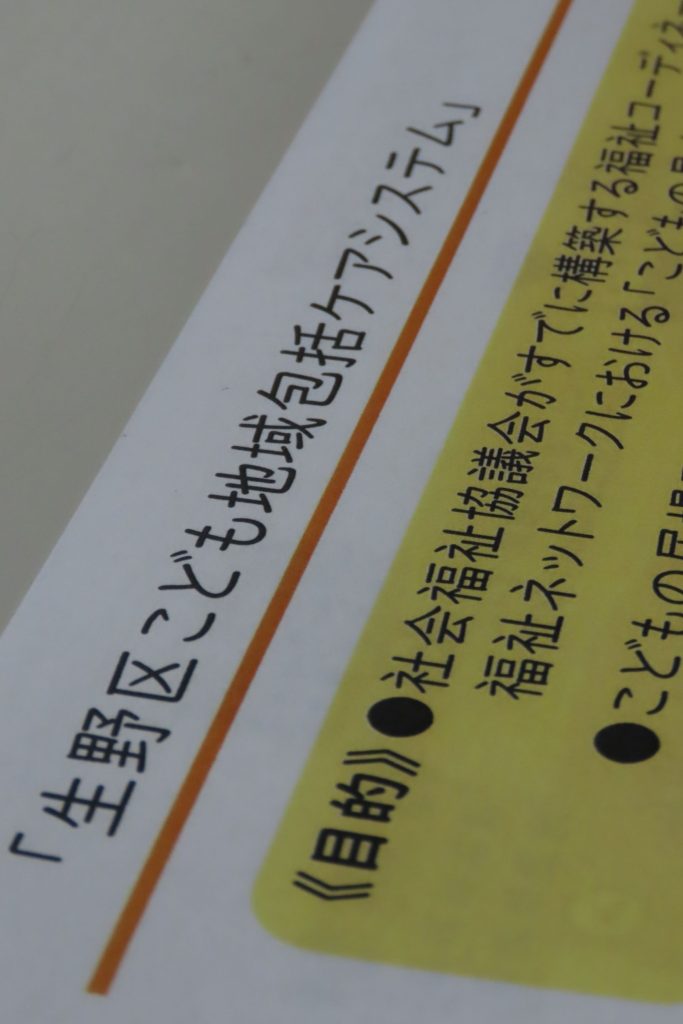 「生野区こども地域包括ケアシステム」
《目的》
●社会福祉協議会がすでに構築する福祉コーディネ
福祉ネットワークにおける「こどもの居
●こどもの居場